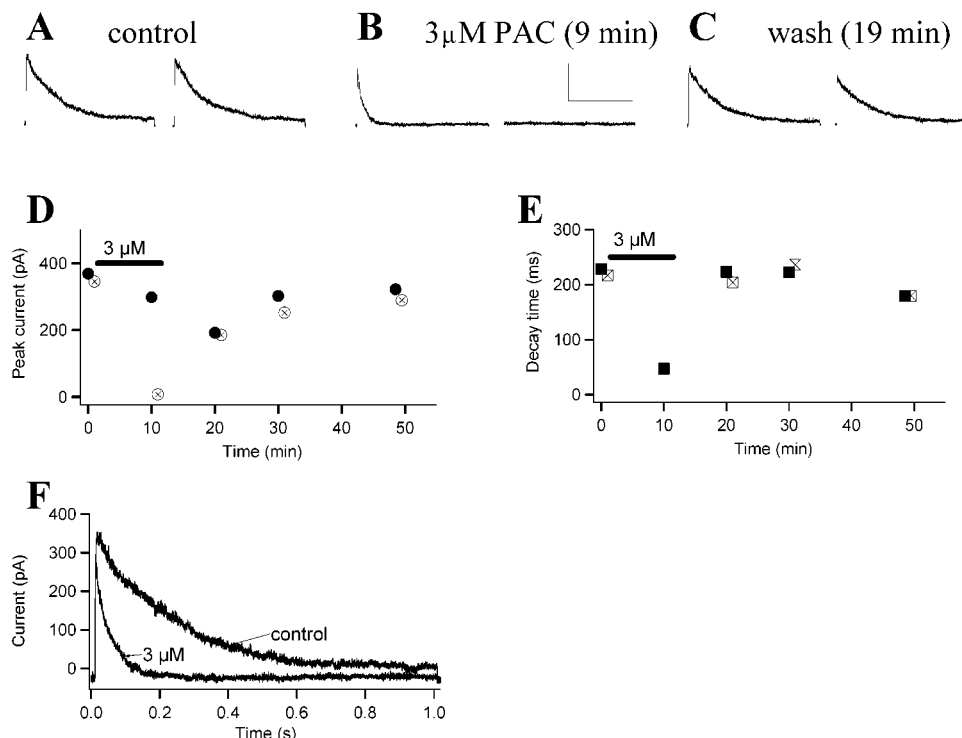 A control
B 3μM PAC (9 min)
C wash (19 min)
D
3 μM
Peak current (pA)
400
200
0
0 10 20 30 40 50
Time (min)
E
3 μM
Decay time (ms)
300
200
100
0
0 10 20 30 40 50
Time (min)
F
Current (pA)
400
300
200
100
0
control
3 μM
0.0 0.2 0.4 0.6 0.8 1.0
Time (s)